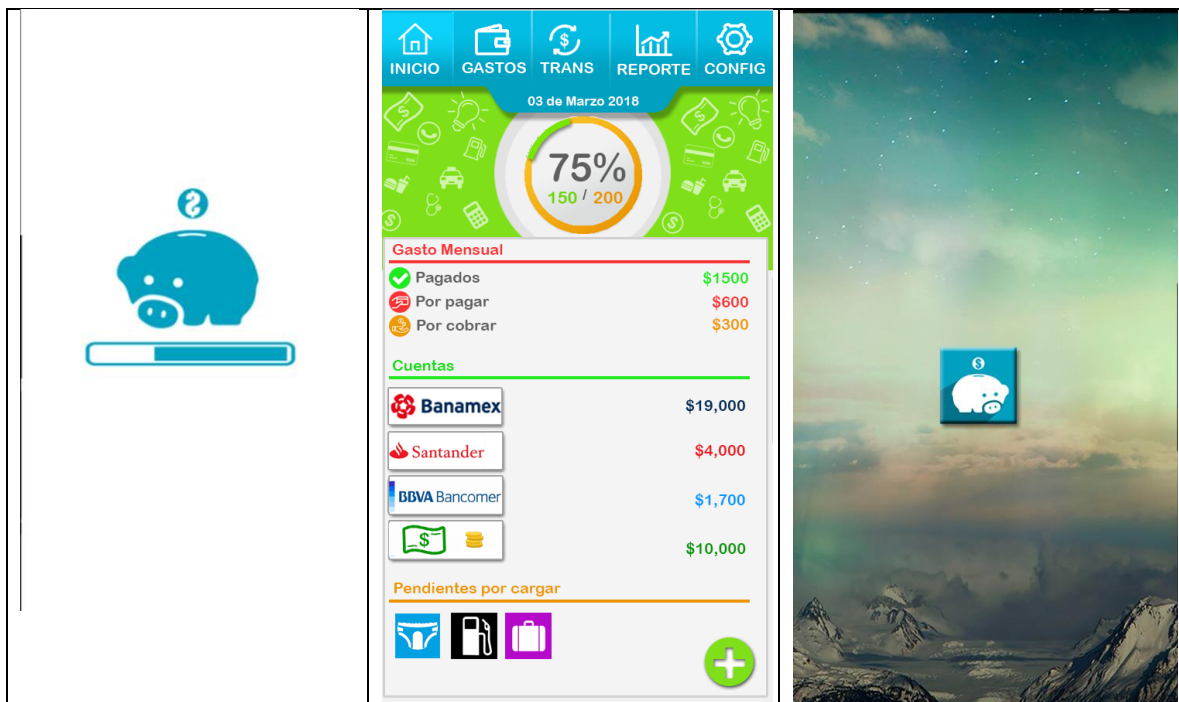 INICIO GASTOS TRANS REPORTE CONFIG
03 de Marzo 2018
75%
150 / 200
Gasto Mensual
Pagados $1500
Por pagar $600
Por cobrar $300
Cuentas
Banamex $19,000
Santander $4,000
BBVA Bancomer $1,700
$ $10,000
Pendientes por cargar